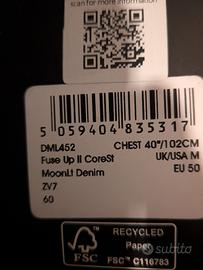 scan for more information
5 059404 835317
DML452 CHEST 40"/102CM
Fuse Up II CoreSt UK/USA M
MoonLt Denim EU 50
ZV7
60
RECYCLED
Paper
FSC FSC™ C116783
subito